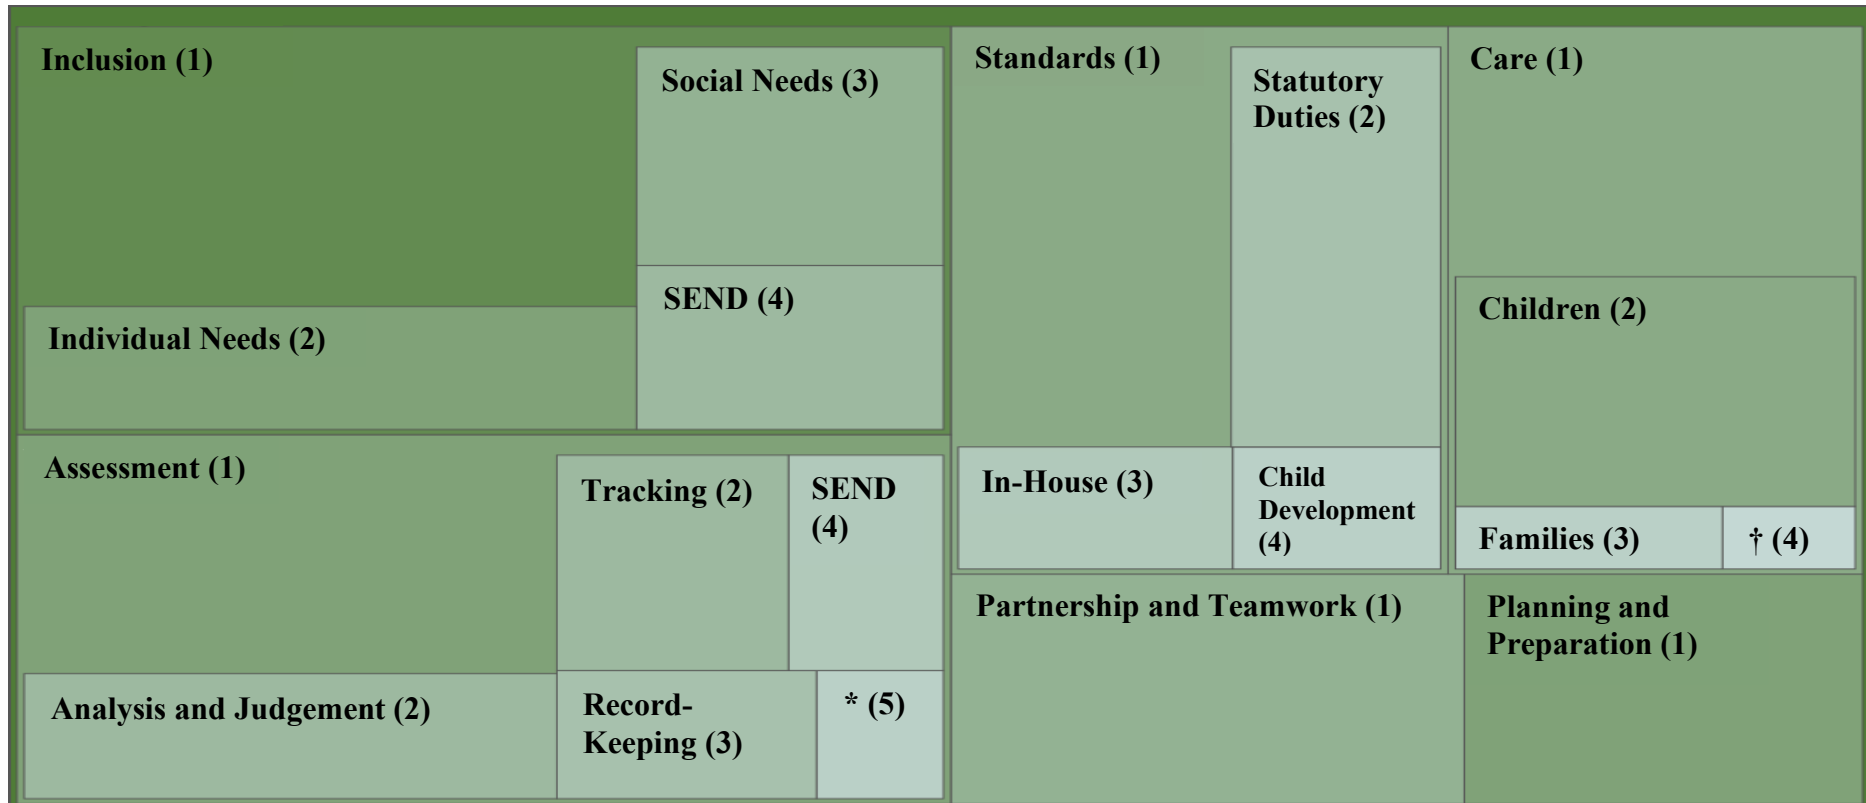 Inclusion (1)
Social Needs (3)
SEND (4)
Individual Needs (2)
Assessment (1)
Tracking (2)
SEND
(4)
Analysis and Judgement (2)
Record-
Keeping (3)
* (5)
Standards (1)
Statutory
Duties (2)
In-House (3)
Child
Development
(4)
Care (1)
Children (2)
Families (3)
† (4)
Partnership and Teamwork (1)
Planning and
Preparation (1)